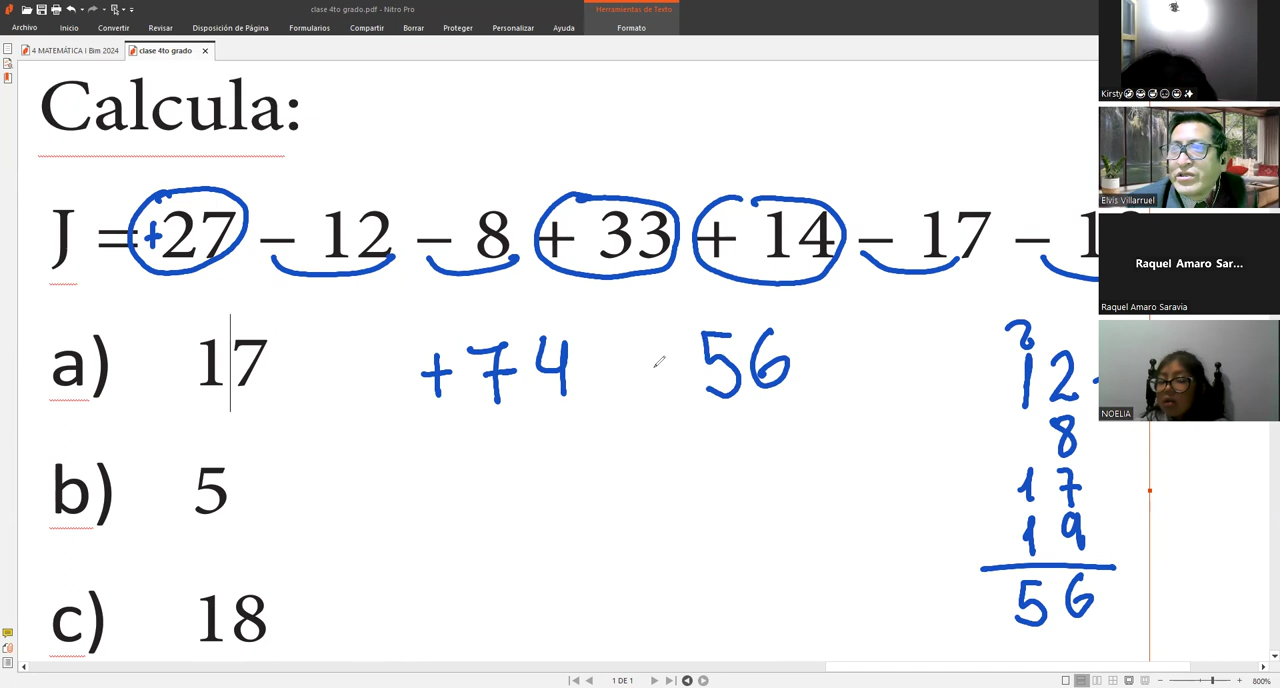 clase 4to grado.pdf - Nitro Pro
Herramientas de Texto
Archivo Inicio Convertir Revisar Disposición de Página Formularios Compartir Borrar Proteger Personalizar Ayuda Formato
4 MATEMÁTICA I Bim 2024 clase 4to grado
Calcula:
J = +27 – 12 – 8 + 33 + 14 – 17 – 1
a) 17
+74 56
b) 5
c) 18
2
12
8
17
19
56
Kirsty
Elvis Villarruel
Raquel Amaro Sar...
Raquel Amaro Saravia
NOELIA
1 DE 1
800%